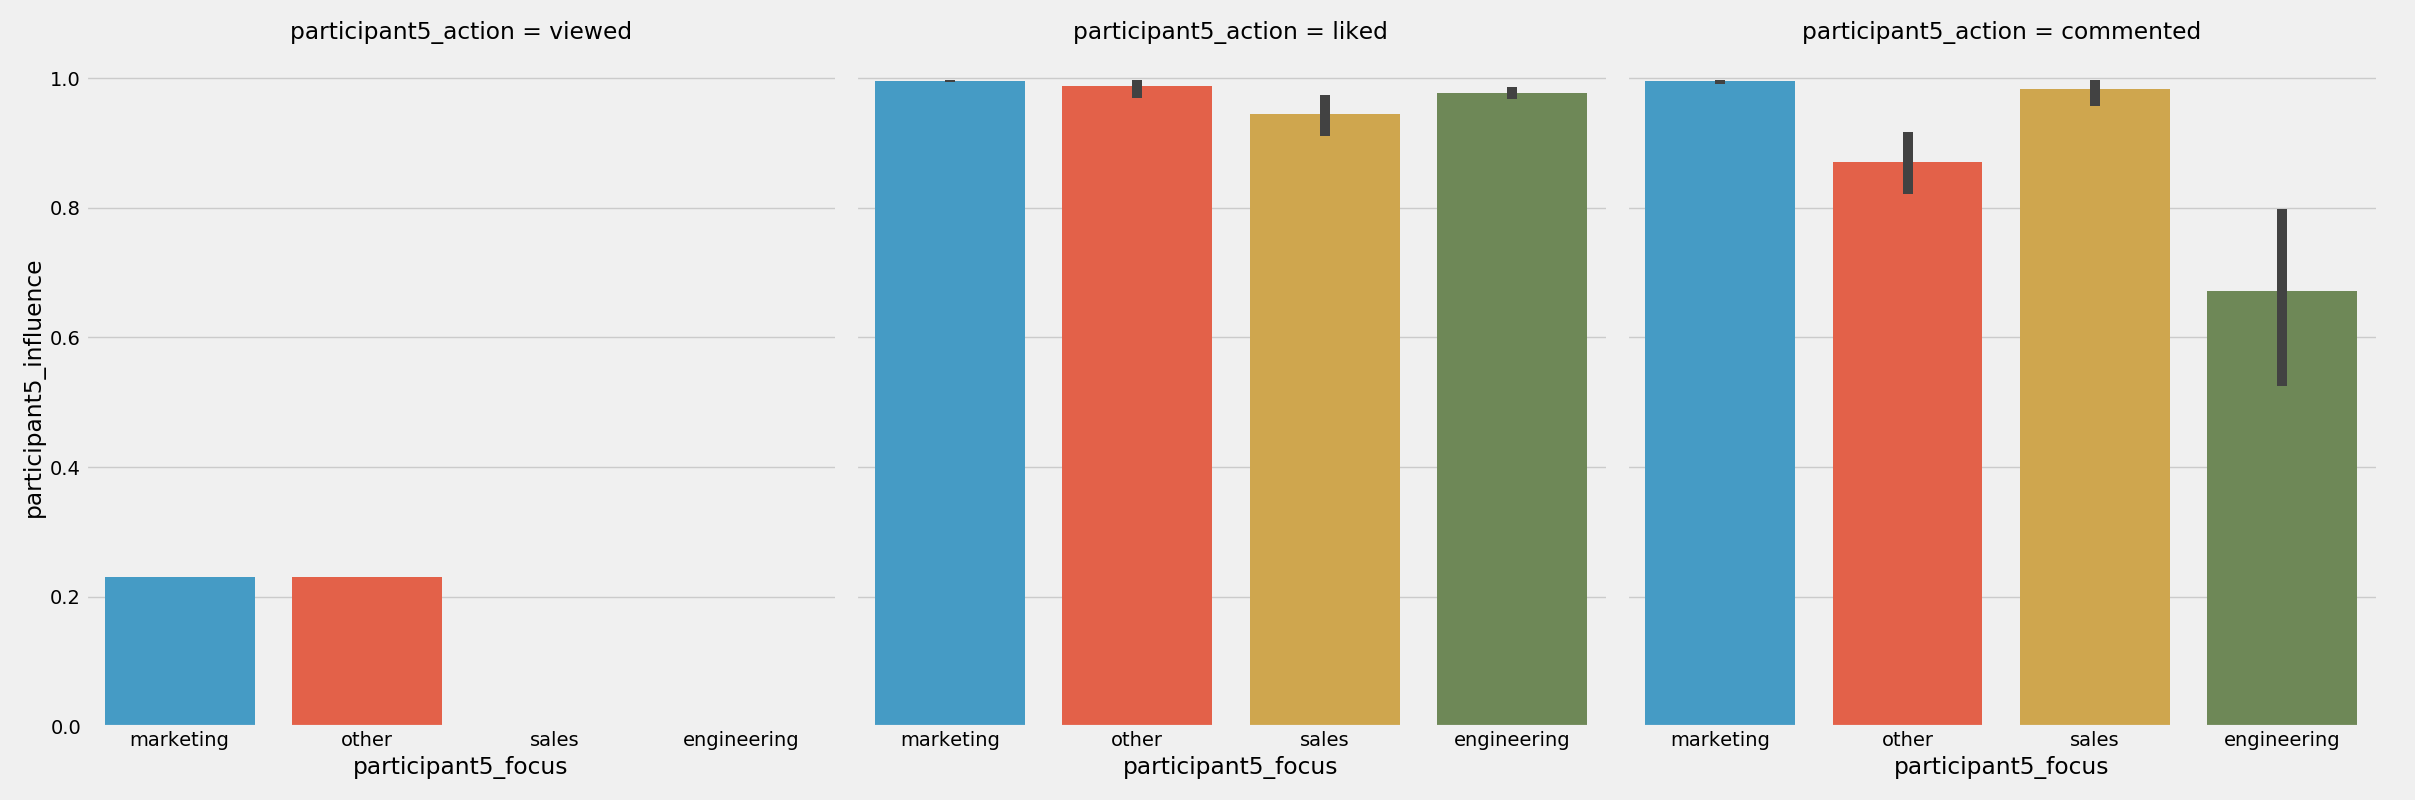 participant5_action = viewed
participant5_action = liked
participant5_action = commented
participant5_influence
1.0
0.8
0.6
0.4
0.2
0.0
marketing other sales engineering
participant5_focus
marketing other sales engineering
participant5_focus
marketing other sales engineering
participant5_focus